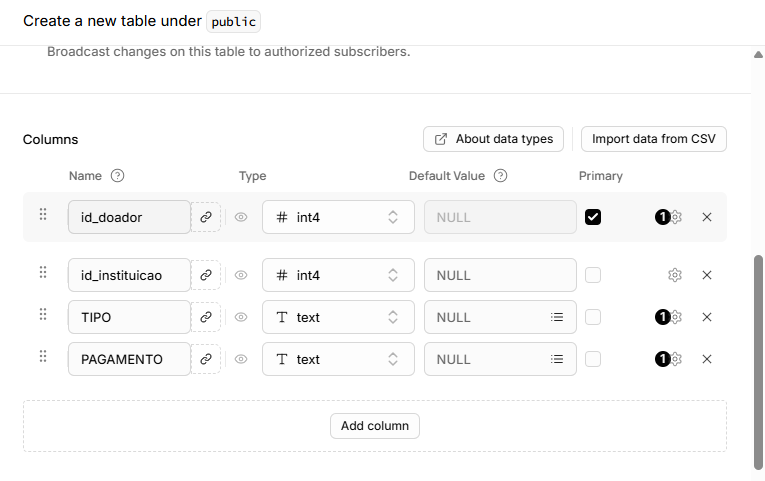 Create a new table under public
Broadcast changes on this table to authorized subscribers.
Columns About data types Import data from CSV
Name ? Type Default Value ? Primary
id_doador # int4 NULL 1
id_instituicao # int4 NULL
TIPO T text NULL 1
PAGAMENTO T text NULL 1
Add column